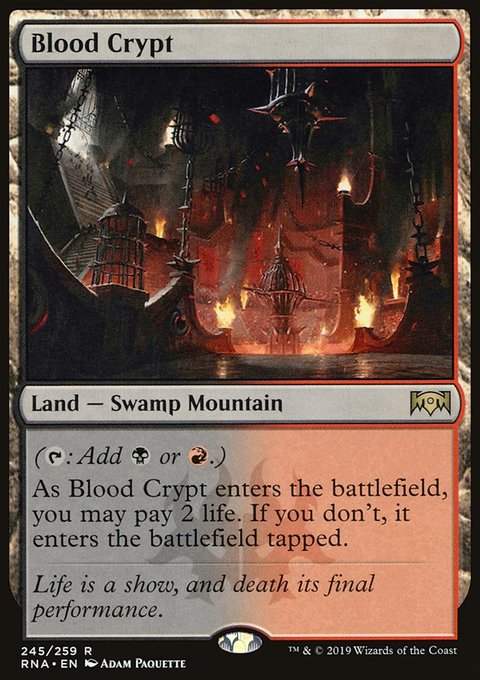 Blood Crypt
Land — Swamp Mountain
(: Add or .)
As Blood Crypt enters the battlefield,
you may pay 2 life. If you don't, it
enters the battlefield tapped.
Life is a show, and death its final
performance.
245/259 R
RNA • EN Adam Paquette
™ & © 2019 Wizards of the Coast